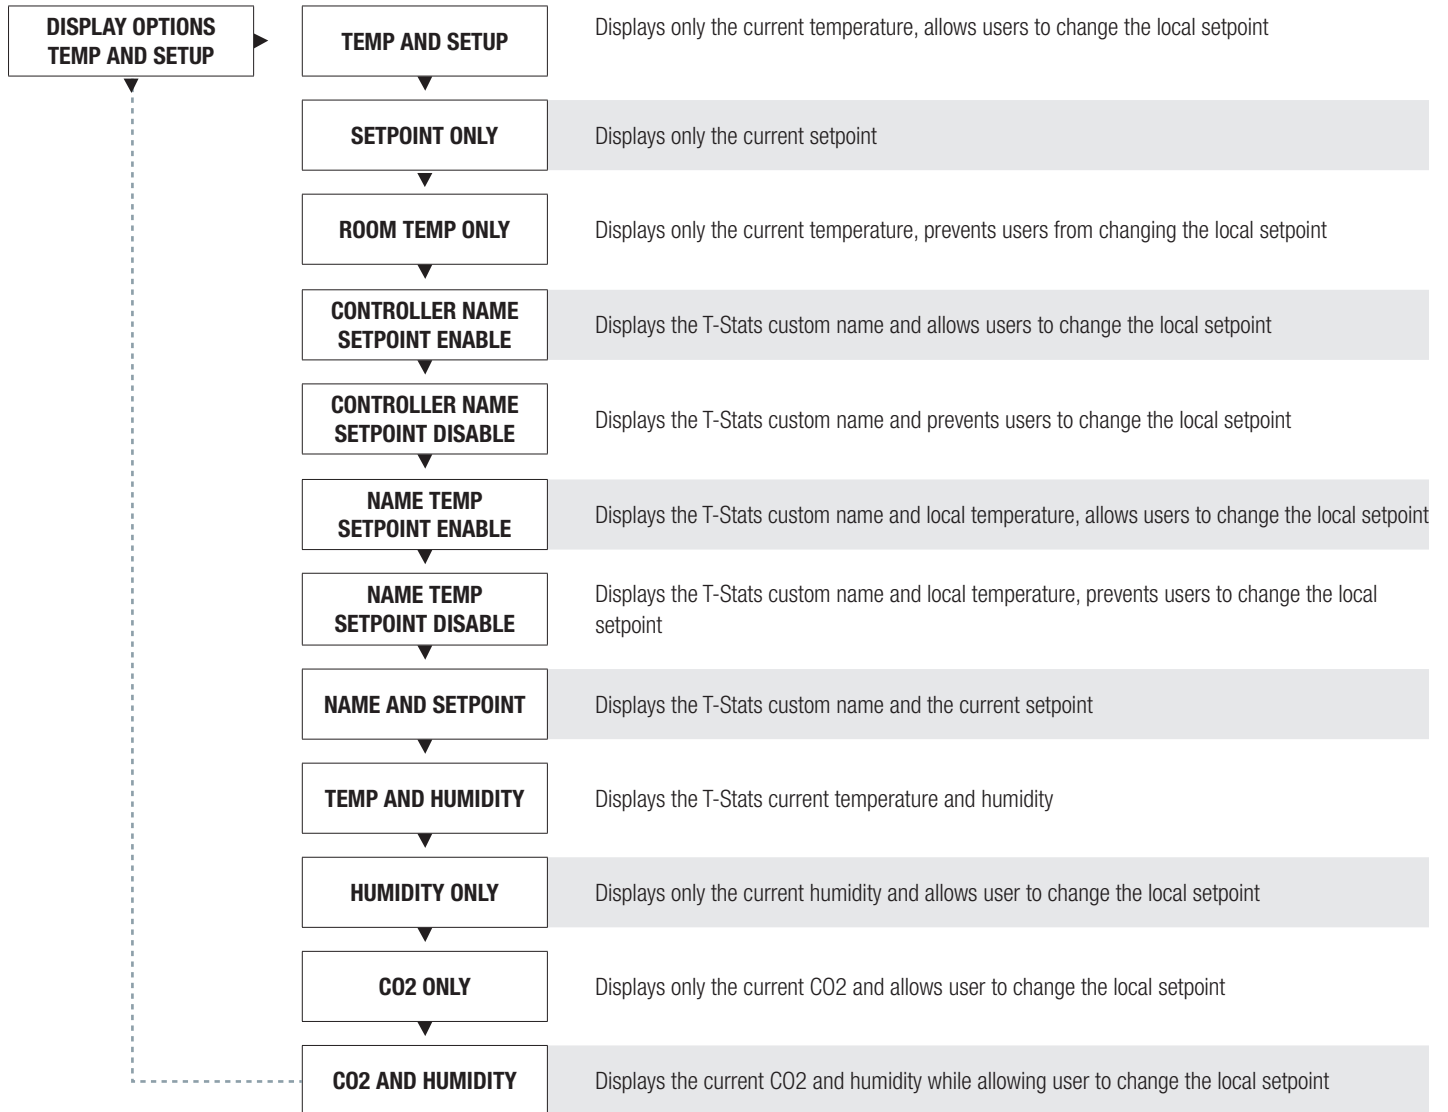 DISPLAY OPTIONS
TEMP AND SETUP
TEMP AND SETUP
Displays only the current temperature, allows users to change the local setpoint
SETPOINT ONLY
Displays only the current setpoint
ROOM TEMP ONLY
Displays only the current temperature, prevents users from changing the local setpoint
CONTROLLER NAME
SETPOINT ENABLE
Displays the T-Stats custom name and allows users to change the local setpoint
CONTROLLER NAME
SETPOINT DISABLE
Displays the T-Stats custom name and prevents users to change the local setpoint
NAME TEMP
SETPOINT ENABLE
Displays the T-Stats custom name and local temperature, allows users to change the local setpoint
NAME TEMP
SETPOINT DISABLE
Displays the T-Stats custom name and local temperature, prevents users to change the local
setpoint
NAME AND SETPOINT
Displays the T-Stats custom name and the current setpoint
TEMP AND HUMIDITY
Displays the T-Stats current temperature and humidity
HUMIDITY ONLY
Displays only the current humidity and allows user to change the local setpoint
CO2 ONLY
Displays only the current CO2 and allows user to change the local setpoint
CO2 AND HUMIDITY
Displays the current CO2 and humidity while allowing user to change the local setpoint